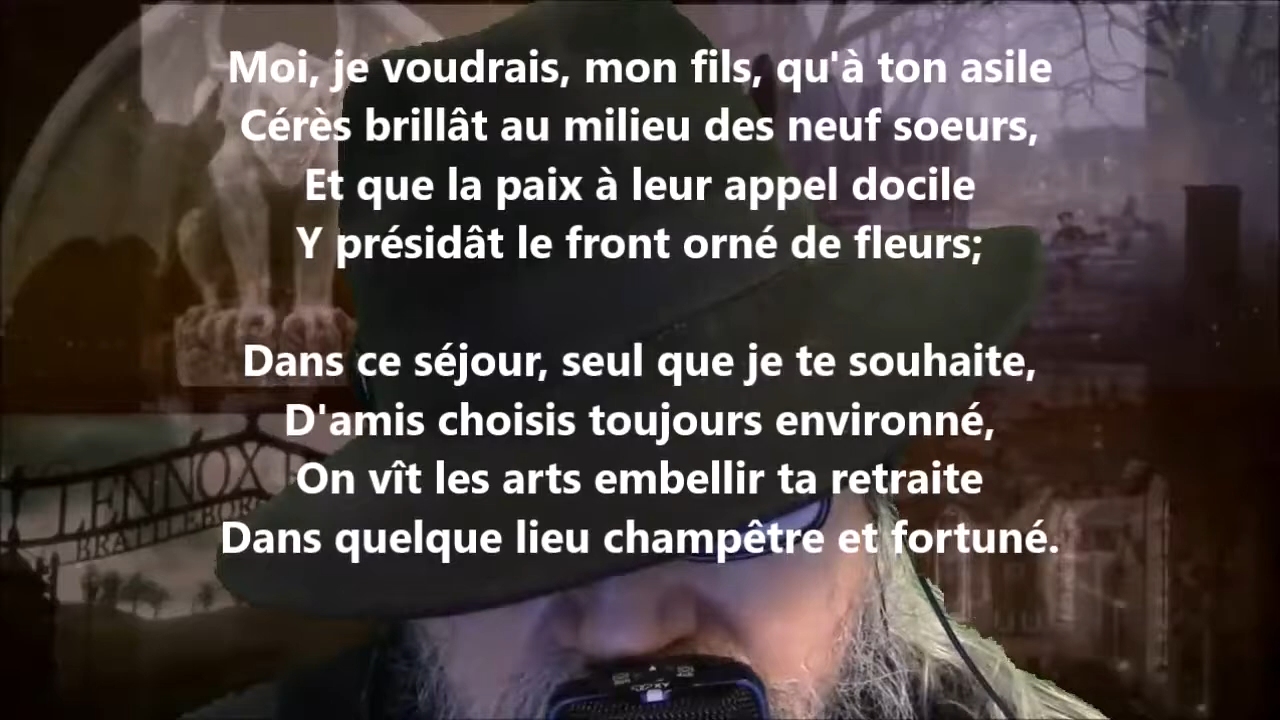 Moi, je voudrais, mon fils, qu'à ton asile
Cérès brillât au milieu des neuf soeurs,
Et que la paix à leur appel docile
Y présidât le front orné de fleurs;
Dans ce séjour, seul que je te souhaite,
D'amis choisis toujours environné,
On vît les arts embellir ta retraite
Dans quelque lieu champêtre et fortuné.
LENNOX
XY